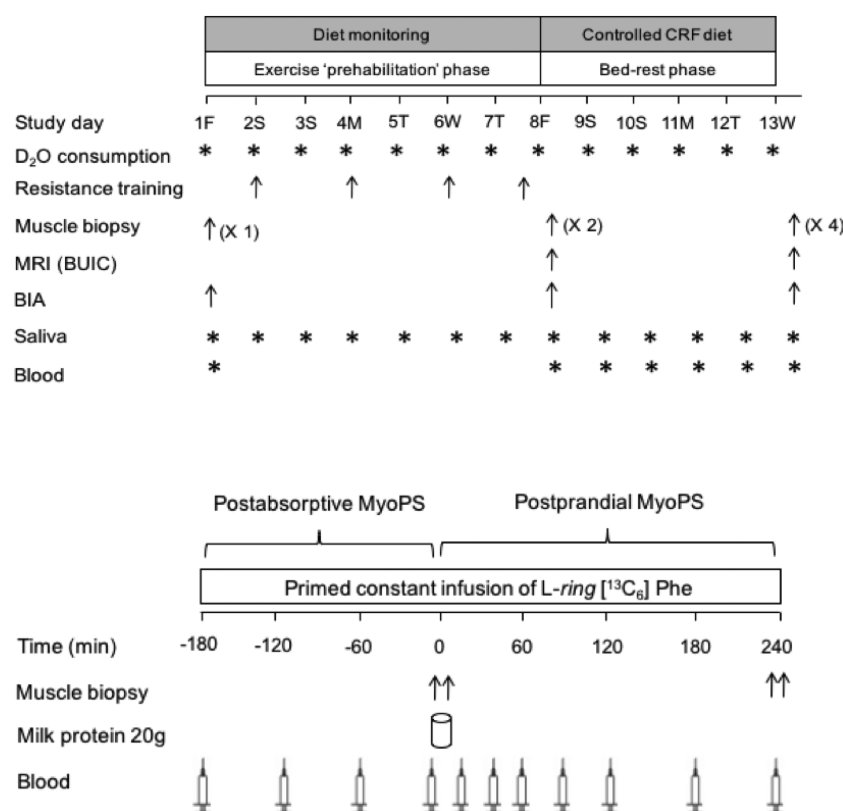 Diet monitoring Controlled CRF diet
Exercise ‘prehabilitation’ phase Bed-rest phase
Study day 1F 2S 3S 4M 5T 6W 7T 8F 9S 10S 11M 12T 13W
D₂O consumption * * * * * * * * * * * * *
Resistance training ↑ ↑ ↑ ↑
Muscle biopsy ↑(X 1) ↑(X 2) ↑(X 4)
MRI (BUIC) ↑ ↑
BIA ↑ ↑ ↑
Saliva * * * * * * * * * * * * *
Blood * * * * * * *
Postabsorptive MyoPS Postprandial MyoPS
Primed constant infusion of L-ring [¹³C₆] Phe
Time (min) -180 -120 -60 0 60 120 180 240
Muscle biopsy ↑↑ ↑↑
Milk protein 20g
Blood